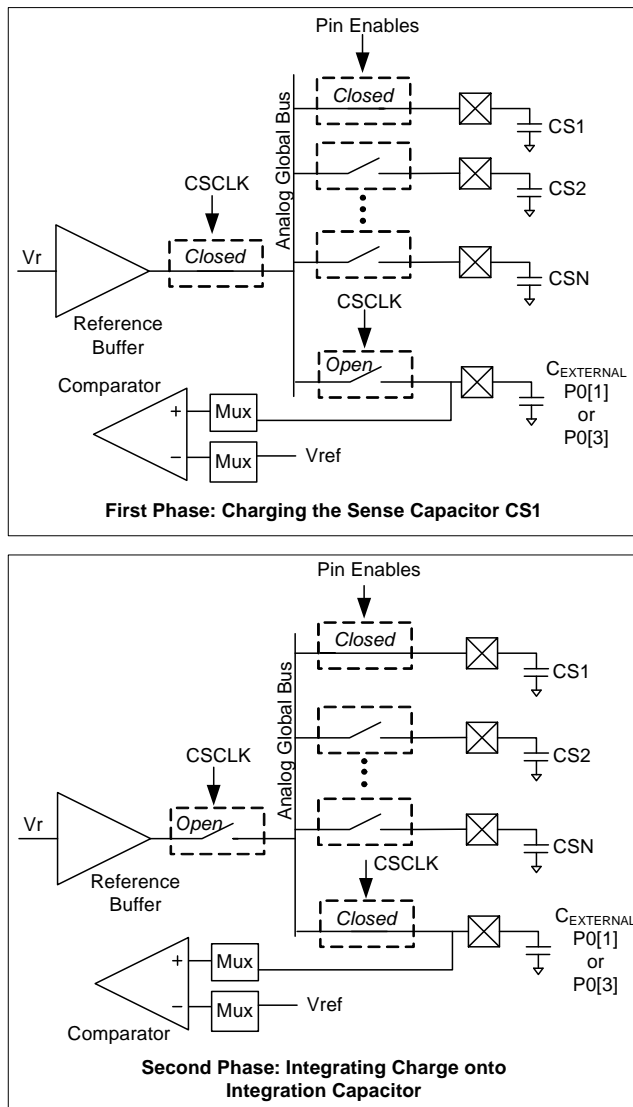 Pin Enables
Closed
CS1
Analog Global Bus
CSCLK
CS2
Vr
Closed
CSN
Reference
Buffer
CSCLK
Open
Comparator
CEXTERNAL
P0[1]
or
P0[3]
+
Mux
−
Mux
Vref
First Phase: Charging the Sense Capacitor CS1
Pin Enables
Closed
CS1
Analog Global Bus
CSCLK
CS2
Vr
Open
CSN
Reference
Buffer
CSCLK
Closed
CEXTERNAL
P0[1]
or
P0[3]
+
Mux
−
Mux
Vref
Comparator
Second Phase: Integrating Charge onto
Integration Capacitor